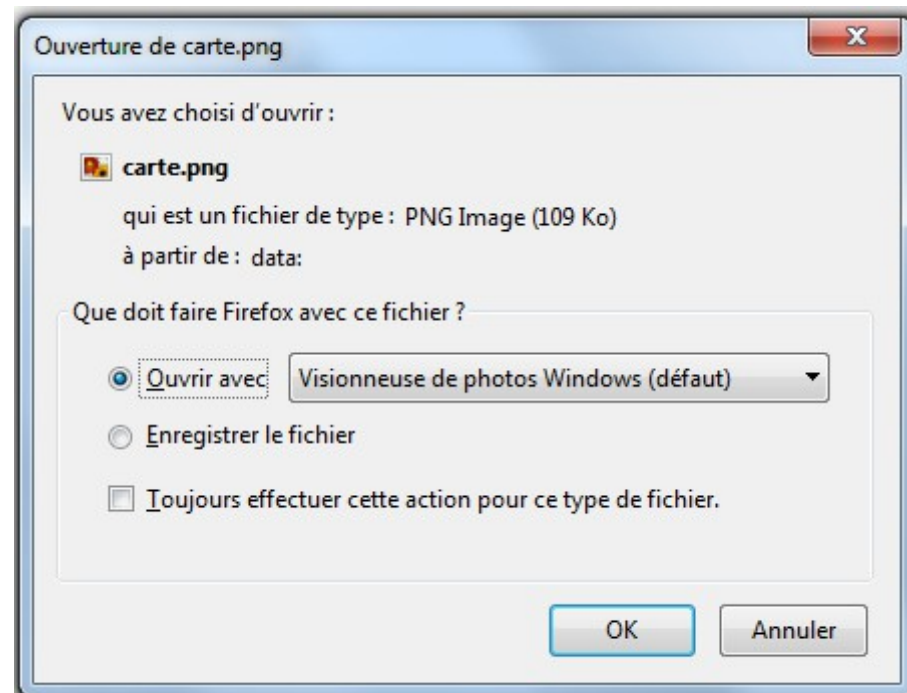 Ouverture de carte.png
Vous avez choisi d'ouvrir :
carte.png
qui est un fichier de type : PNG Image (109 Ko)
à partir de : data:
Que doit faire Firefox avec ce fichier ?
Ouvrir avec Visionneuse de photos Windows (défaut)
Enregistrer le fichier
Toujours effectuer cette action pour ce type de fichier.
OK Annuler